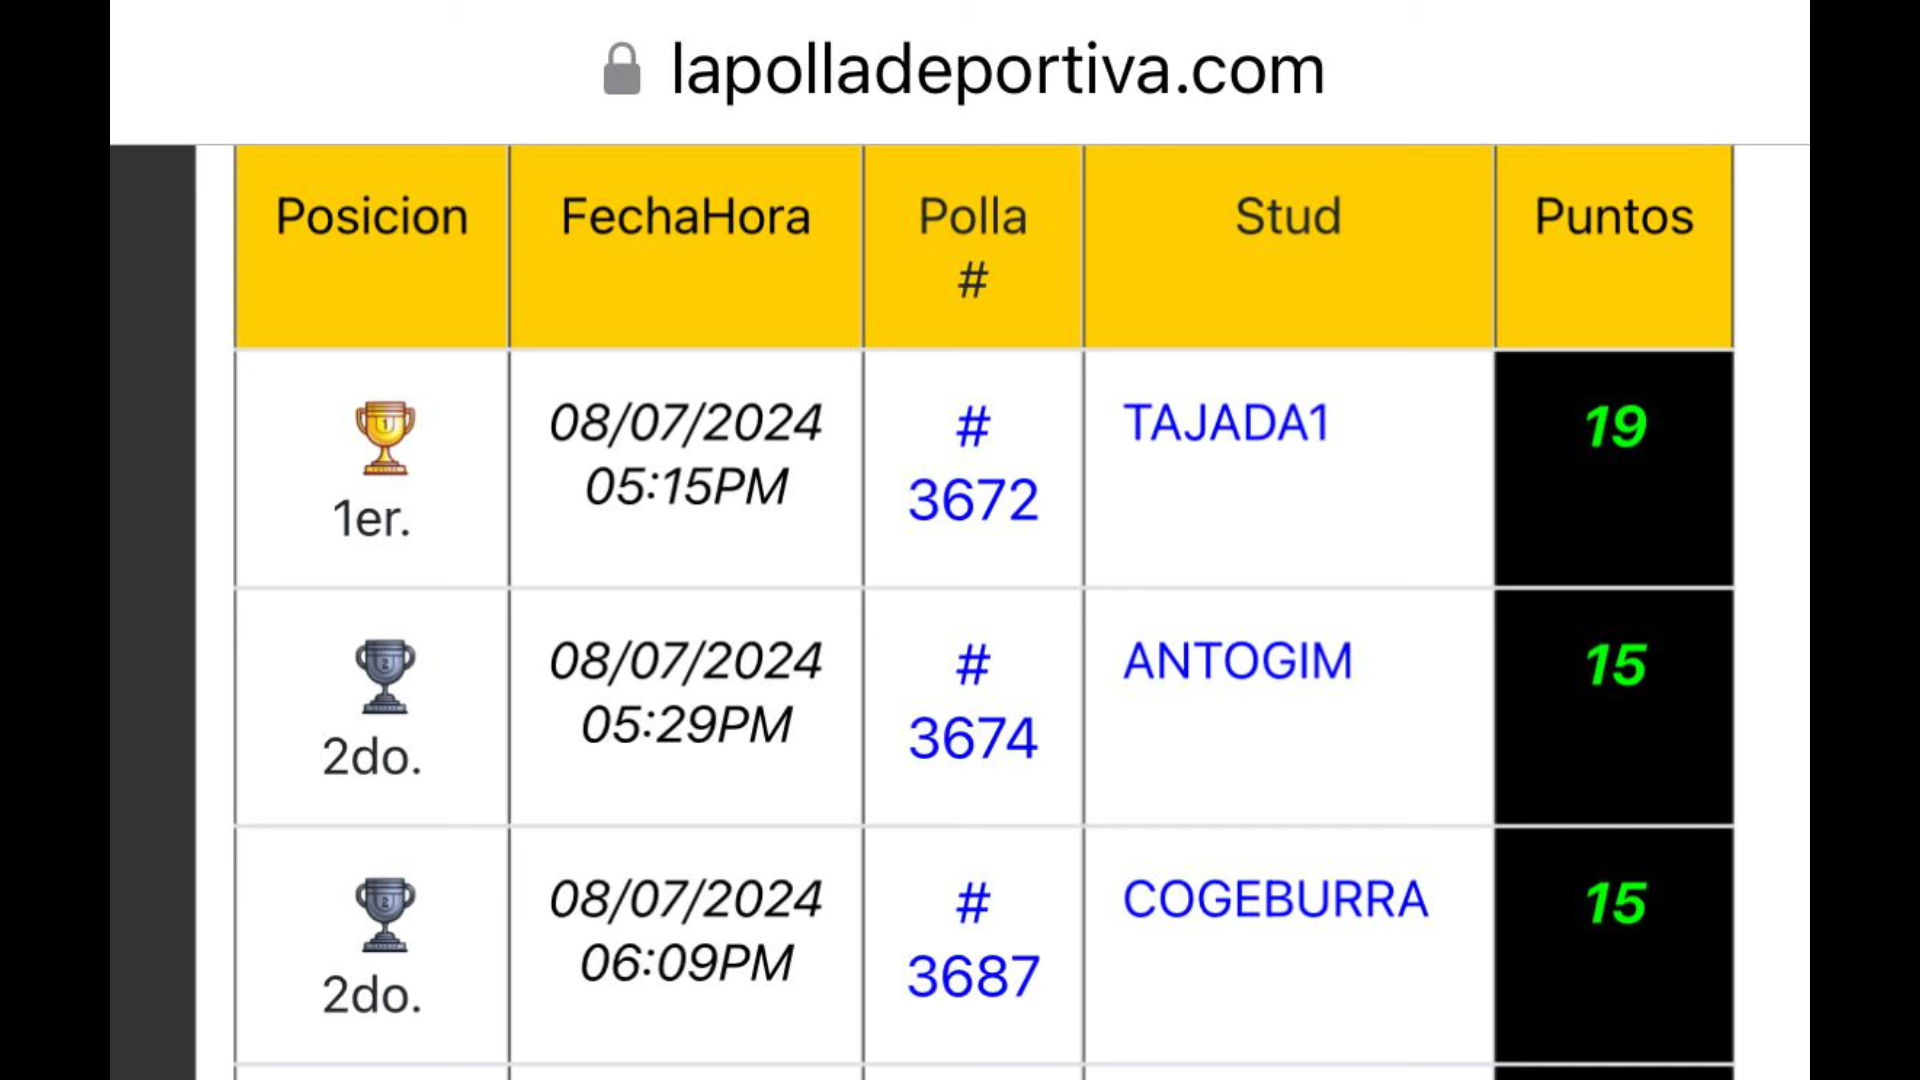 lapolladeportiva.com
Posicion FechaHora Polla # Stud Puntos
1er. 08/07/2024 05:15PM # 3672 TAJADA1 19
2do. 08/07/2024 05:29PM # 3674 ANTOGIM 15
2do. 08/07/2024 06:09PM # 3687 COGEBURRA 15